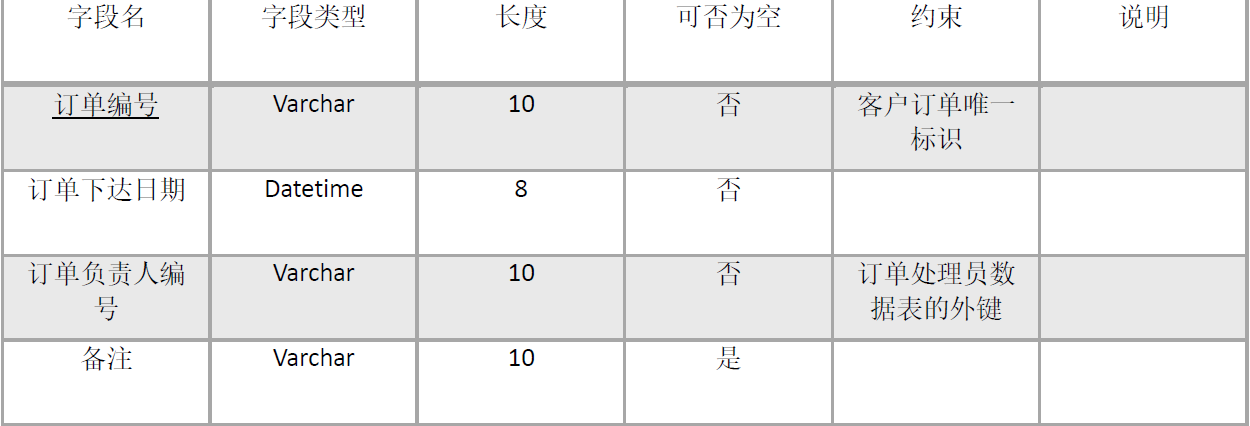 字段名 字段类型 长度 可否为空 约束 说明
订单编号 Varchar 10 否 客户订单唯一
标识
订单下达日期 Datetime 8 否
订单负责人编 Varchar 10 否 订单处理员数
号 据表的外键
备注 Varchar 10 是